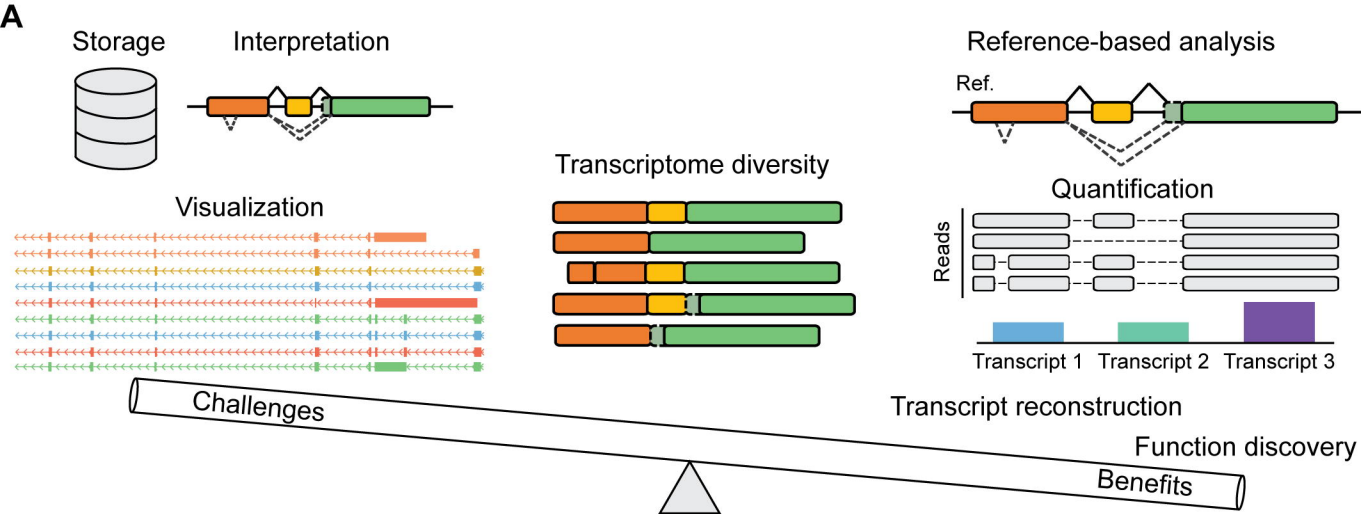 A
Storage
Interpretation
Reference-based analysis
Ref.
Transcriptome diversity
Visualization
Quantification
Reads
Transcript 1
Transcript 2
Transcript 3
Challenges
Transcript reconstruction
Function discovery
Benefits